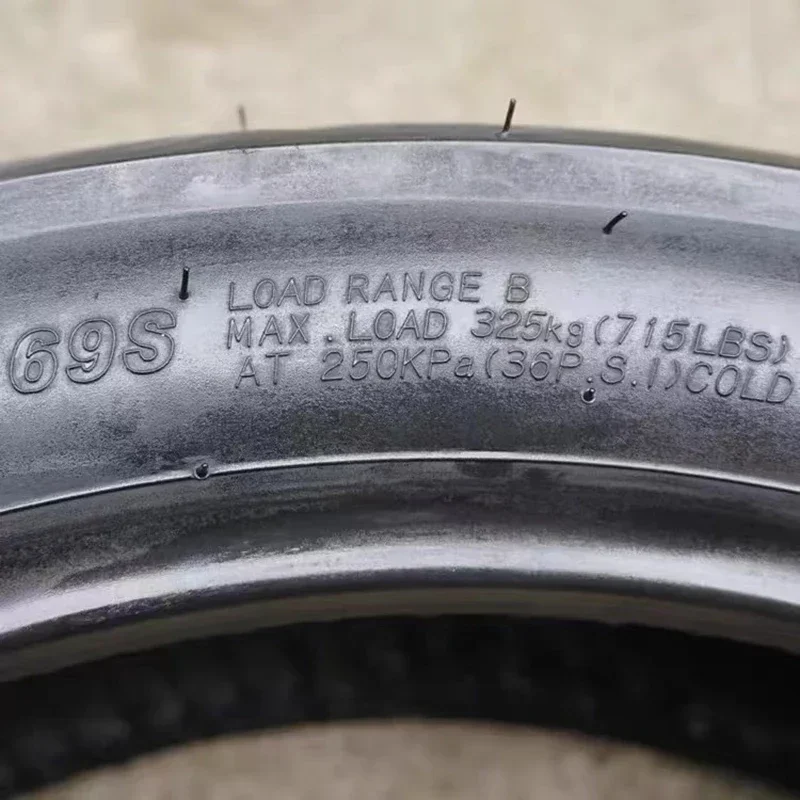 69S
LOAD RANGE B
MAX.LOAD 325kg(715LBS)
AT 250KPa(36P.S.I)COLD